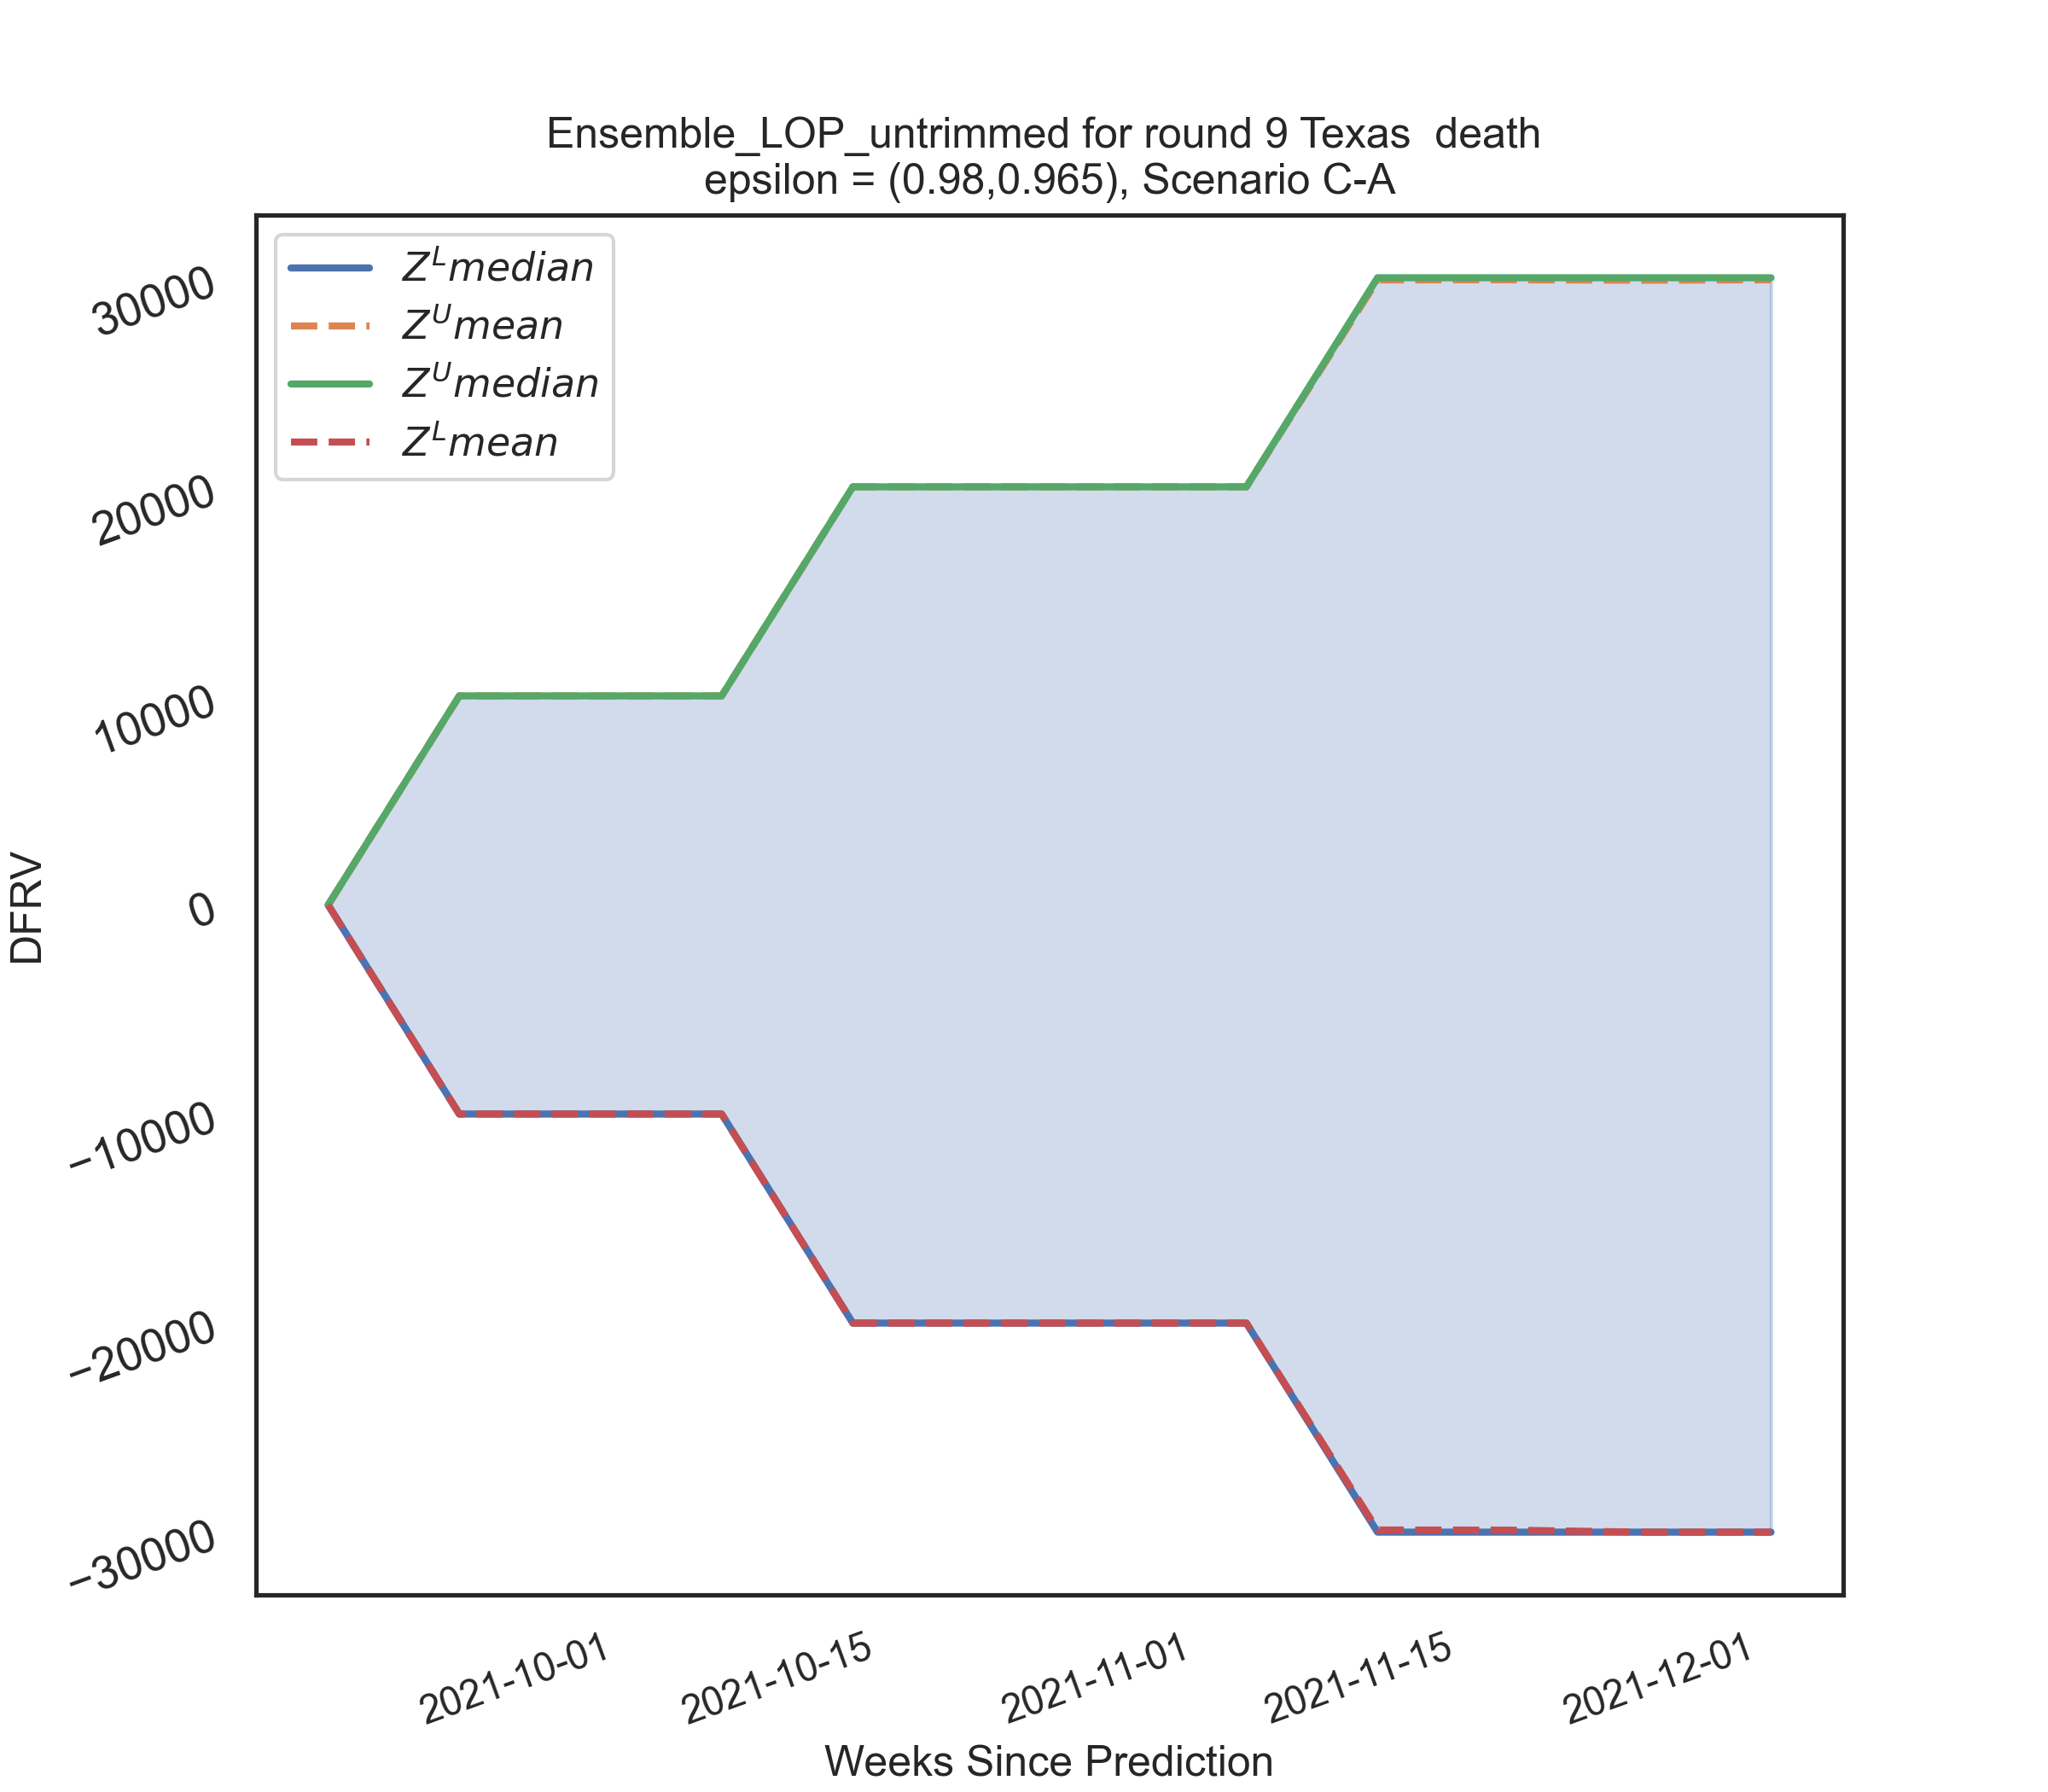 Ensemble_LOP_untrimmed for round 9 Texas  death
epsilon = (0.98,0.965), Scenario C-A
Z^L median
Z^U mean
Z^U median
Z^L mean
30000
20000
10000
0
−10000
−20000
−30000
DFRV
2021-10-01
2021-10-15
2021-11-01
2021-11-15
2021-12-01
Weeks Since Prediction